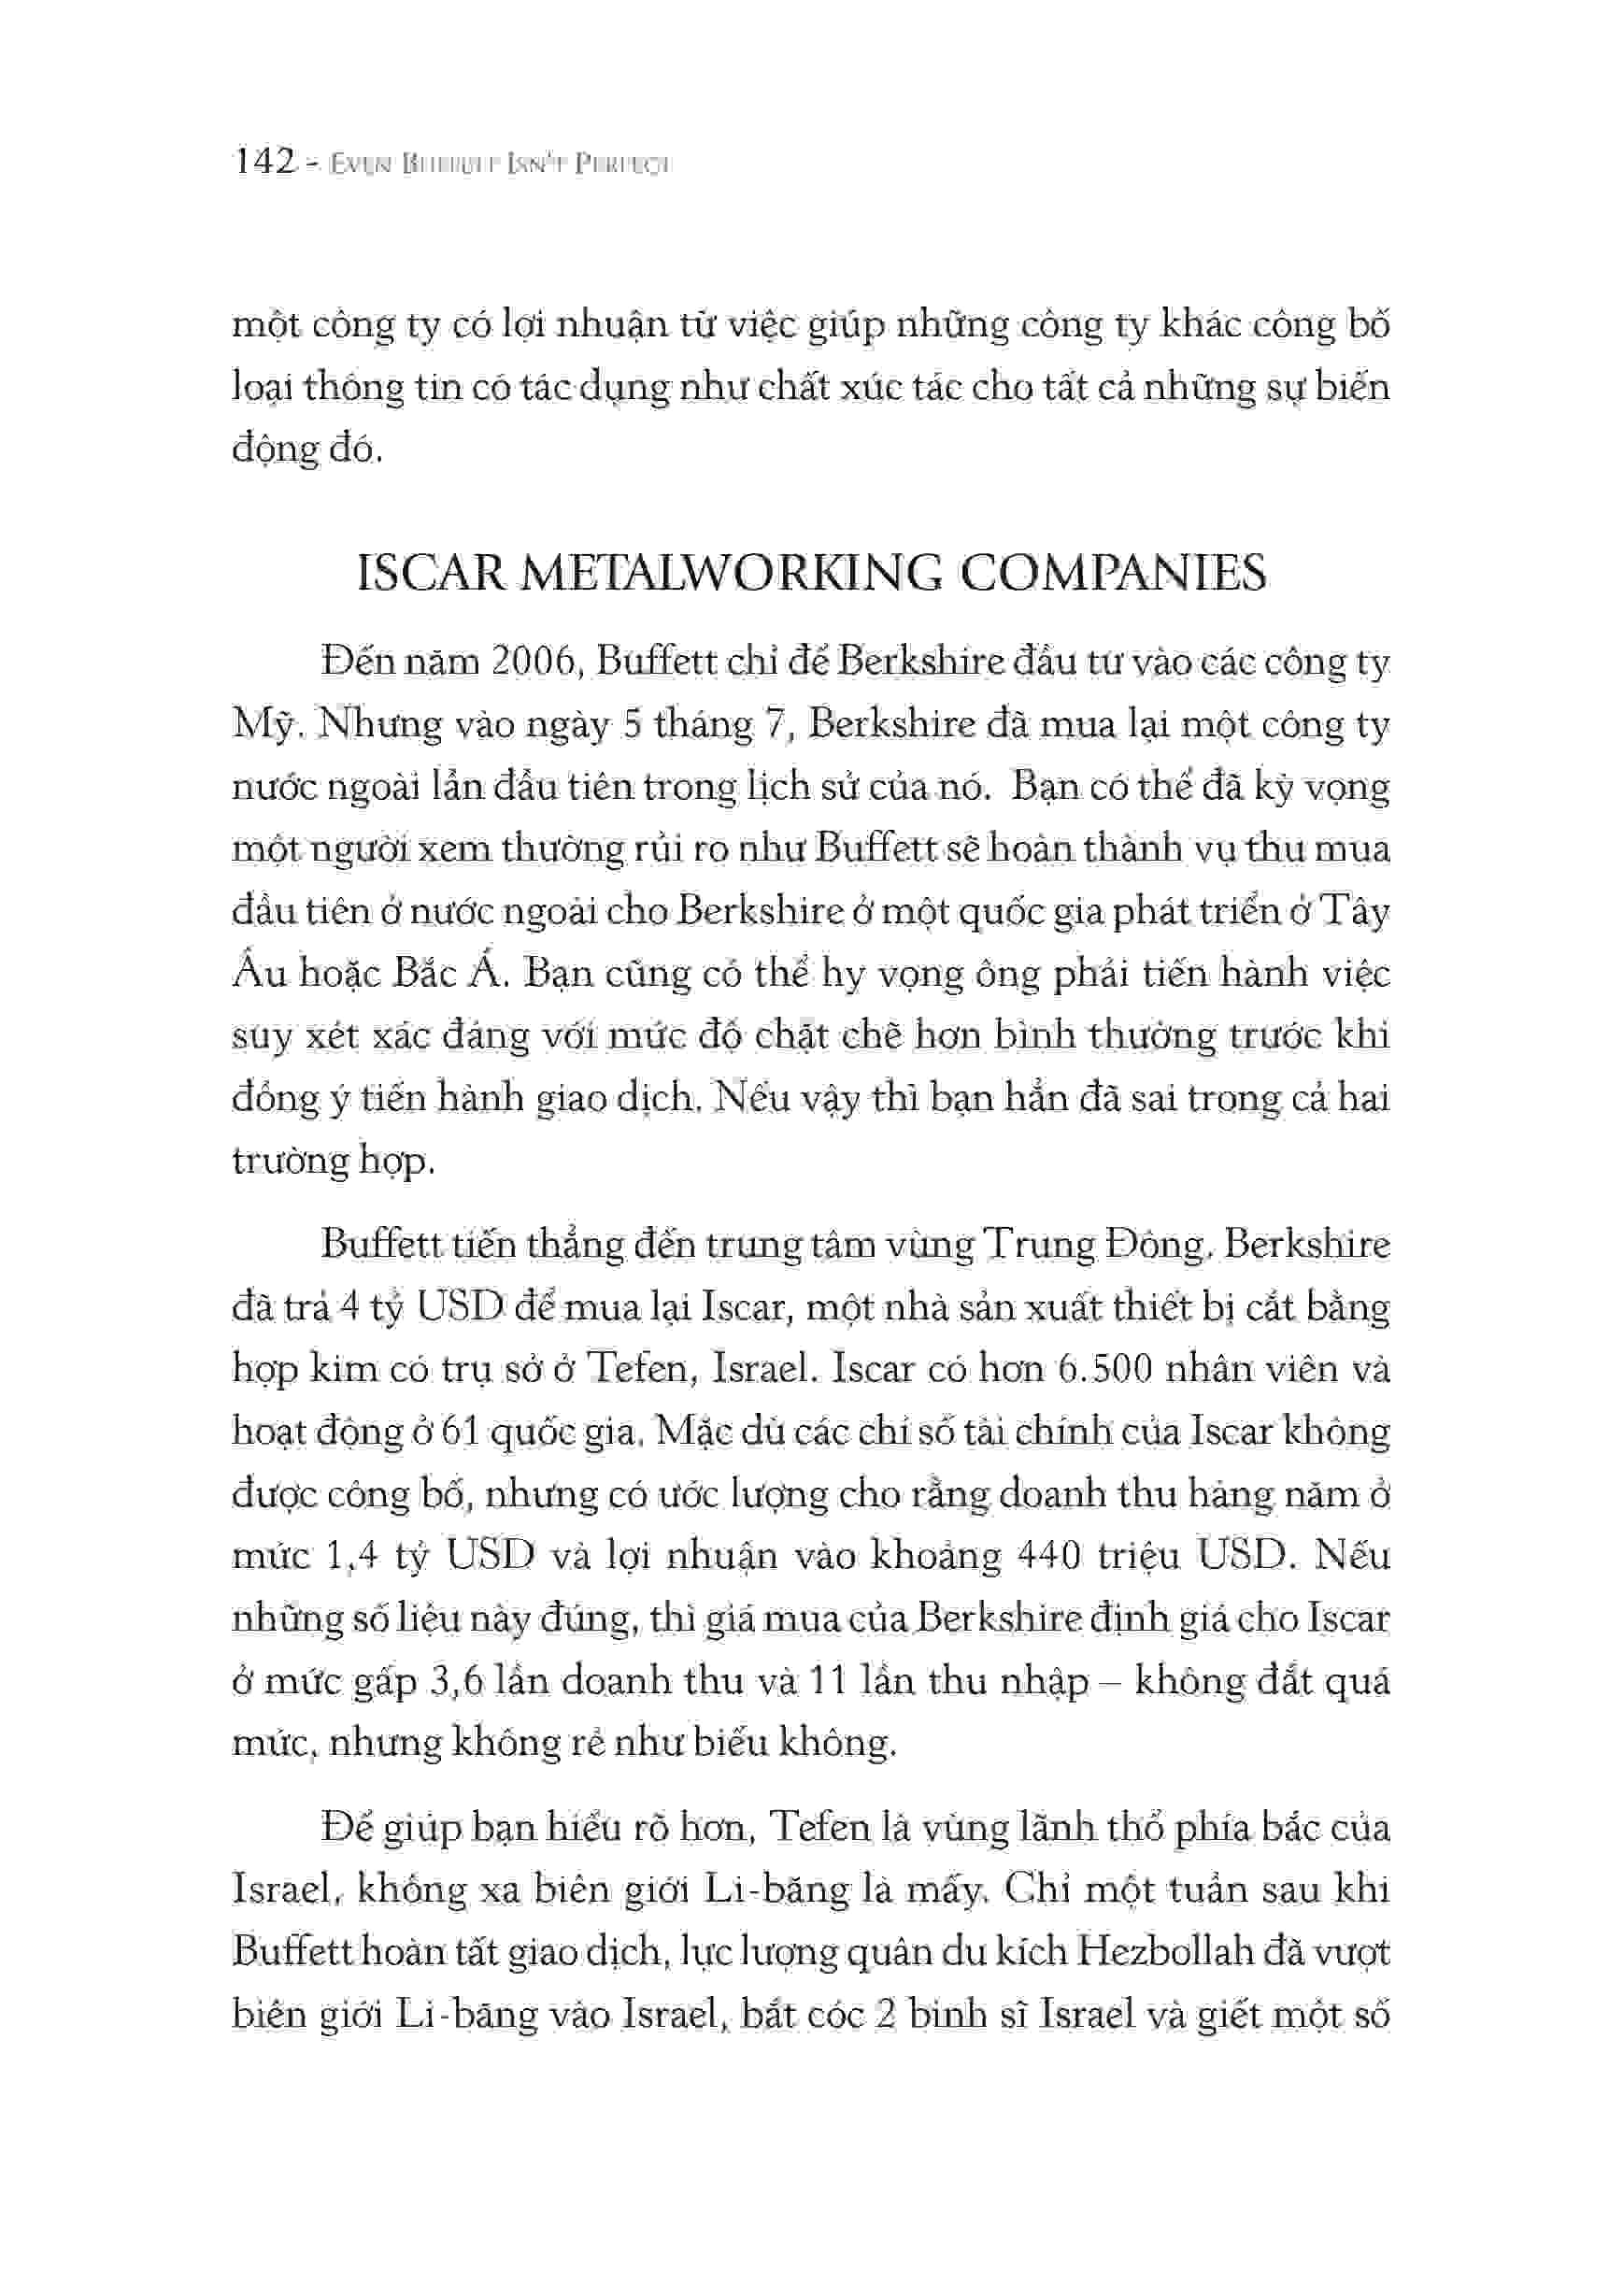 142 - EVEN BUFFETT ISN'T PERFECT
một công ty có lợi nhuận từ việc giúp những công ty khác công bố
loại thông tin có tác dụng như chất xúc tác cho tất cả những sự biến
động đó.
ISCAR METALWORKING COMPANIES
Đến năm 2006, Buffett chỉ để Berkshire đầu tư vào các công ty
Mỹ. Nhưng vào ngày 5 tháng 7, Berkshire đã mua lại một công ty
nước ngoài lần đầu tiên trong lịch sử của nó. Bạn có thể đã kỳ vọng
một người xem thường rủi ro như Buffett sẽ hoàn thành vụ thu mua
đầu tiên ở nước ngoài cho Berkshire ở một quốc gia phát triển ở Tây
Âu hoặc Bắc Á. Bạn cũng có thể hy vọng ông phải tiến hành việc
suy xét xác đáng với mức độ chặt chẽ hơn bình thường trước khi
đồng ý tiến hành giao dịch. Nếu vậy thì bạn hẳn đã sai trong cả hai
trường hợp.
Buffett tiến thẳng đến trung tâm vùng Trung Đông. Berkshire
đã trả 4 tỷ USD để mua lại Iscar, một nhà sản xuất thiết bị cắt bằng
hợp kim có trụ sở ở Tefen, Israel. Iscar có hơn 6.500 nhân viên và
hoạt động ở 61 quốc gia. Mặc dù các chỉ số tài chính của Iscar không
được công bố, nhưng có ước lượng cho rằng doanh thu hàng năm ở
mức 1,4 tỷ USD và lợi nhuận vào khoảng 440 triệu USD. Nếu
những số liệu này đúng, thì giá mua của Berkshire định giá cho Iscar
ở mức gấp 3,6 lần doanh thu và 11 lần thu nhập – không đắt quá
mức, nhưng không rẻ như biếu không.
Để giúp bạn hiểu rõ hơn, Tefen là vùng lãnh thổ phía bắc của
Israel, không xa biên giới Li-băng là mấy. Chỉ một tuần sau khi
Buffett hoàn tất giao dịch, lực lượng quân du kích Hezbollah đã vượt
biên giới Li-băng vào Israel, bắt cóc 2 binh sĩ Israel và giết một số